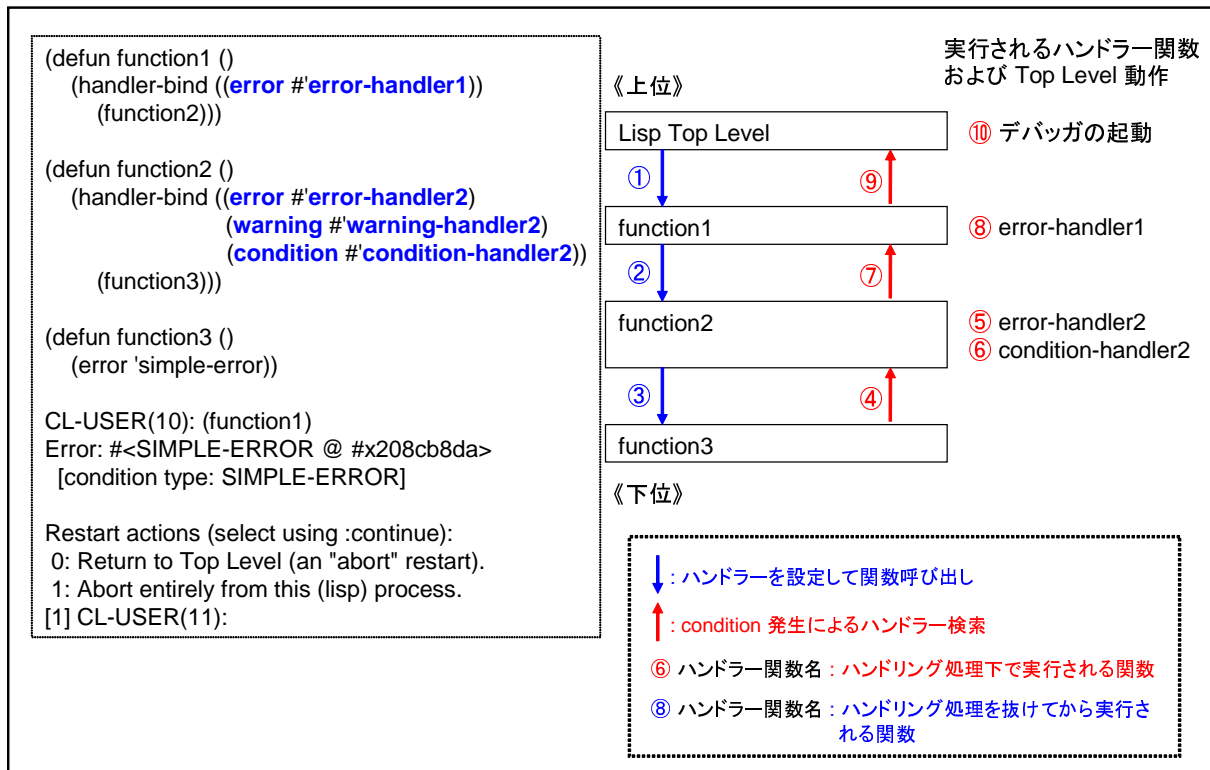 (defun function1 ()
(handler-bind ((error #'error-handler1))
(function2)))
(defun function2 ()
(handler-bind ((error #'error-handler2)
(warning #'warning-handler2)
(condition #'condition-handler2))
(function3)))
(defun function3 ()
(error 'simple-error))
CL-USER(10): (function1)
Error: #<SIMPLE-ERROR @ #x208cb8da>
[condition type: SIMPLE-ERROR]
Restart actions (select using :continue):
0: Return to Top Level (an "abort" restart).
1: Abort entirely from this (lisp) process.
[1] CL-USER(11):
実行されるハンドラー関数
および Top Level 動作
《上位》
Lisp Top Level
⑩ デバッガの起動
①
⑨
function1
⑧ error-handler1
②
⑦
function2
⑤ error-handler2
⑥ condition-handler2
③
④
function3
《下位》
: ハンドラーを設定して関数呼び出し
: condition 発生によるハンドラー検索
⑥ ハンドラー関数名 : ハンドリング処理下で実行される関数
⑧ ハンドラー関数名 : ハンドリング処理を抜けてから実行さ
れる関数